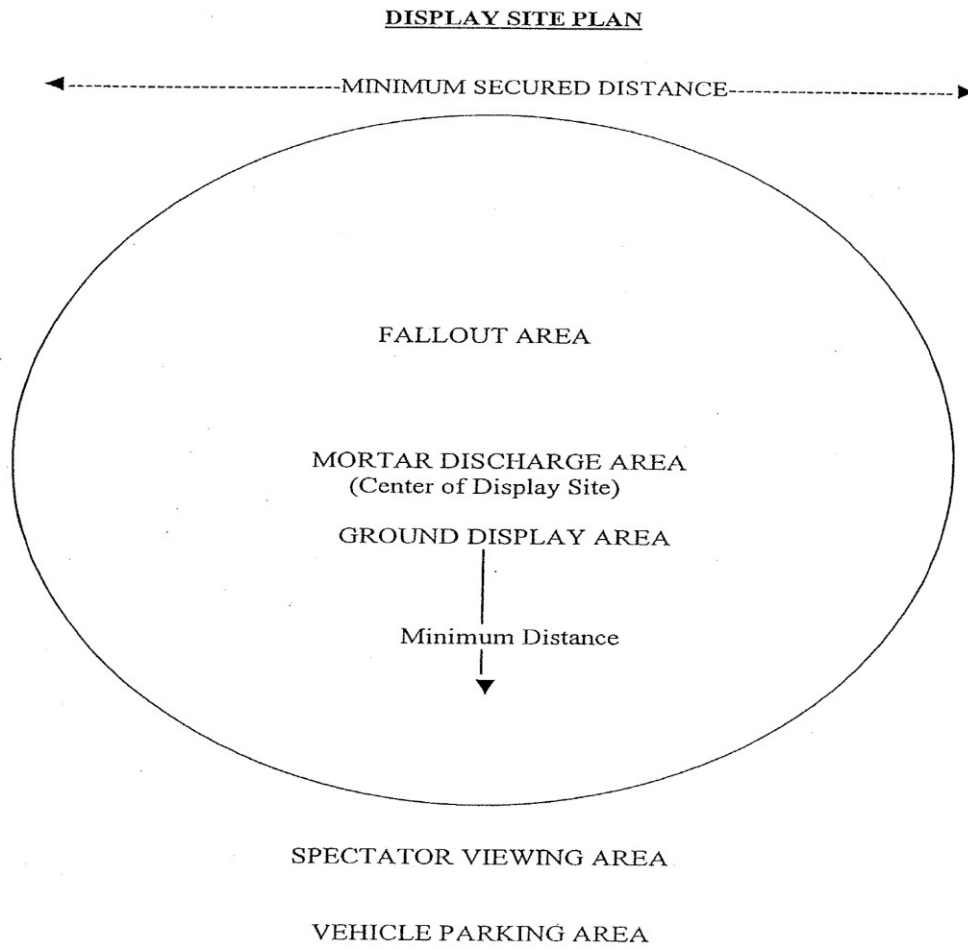 DISPLAY SITE PLAN
MINIMUM SECURED DISTANCE
FALLOUT AREA
MORTAR DISCHARGE AREA
(Center of Display Site)
GROUND DISPLAY AREA
Minimum Distance
SPECTATOR VIEWING AREA
VEHICLE PARKING AREA